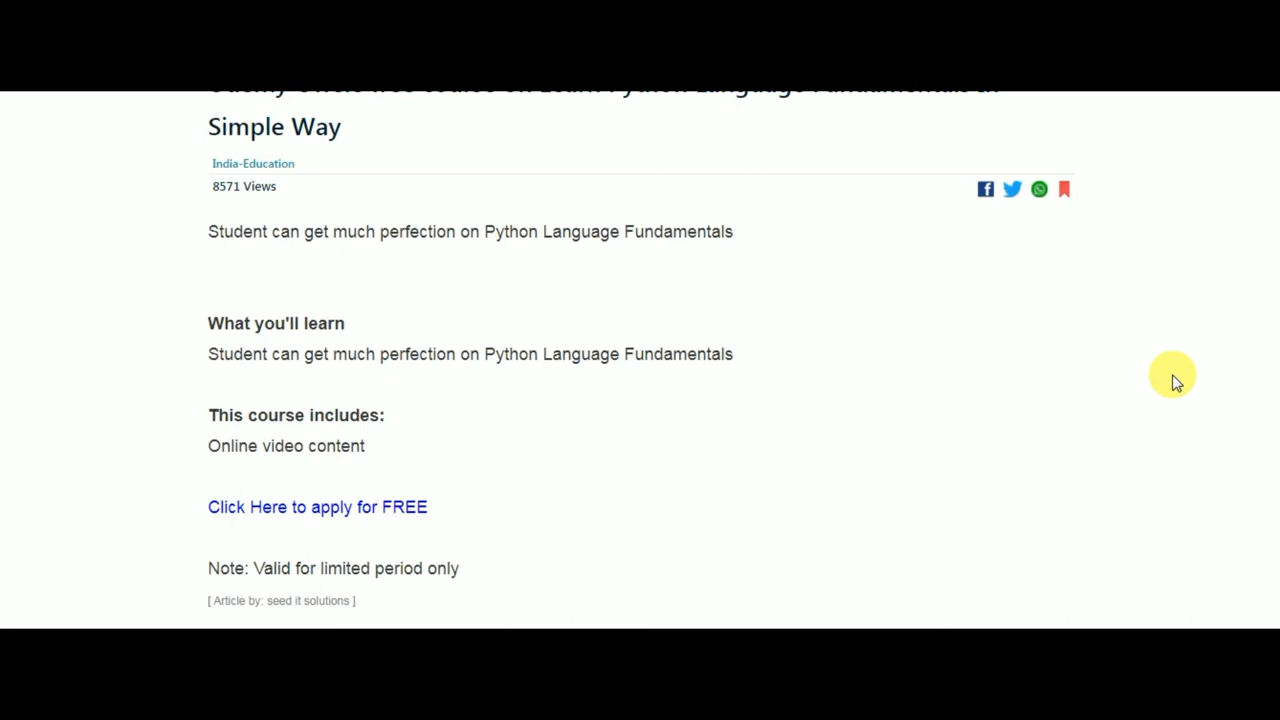 Simple Way
India-Education
8571 Views
Student can get much perfection on Python Language Fundamentals
What you'll learn
Student can get much perfection on Python Language Fundamentals
This course includes:
Online video content
Click Here to apply for FREE
Note: Valid for limited period only
[ Article by: seed it solutions ]